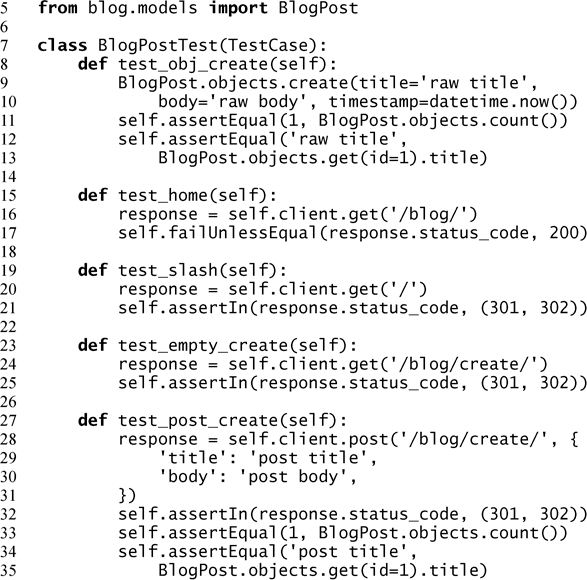 5 from blog.models import BlogPost
6
7 class BlogPostTest(TestCase):
8     def test_obj_create(self):
9         BlogPost.objects.create(title='raw title',
10             body='raw body', timestamp=datetime.now())
11         self.assertEqual(1, BlogPost.objects.count())
12         self.assertEqual('raw title',
13             BlogPost.objects.get(id=1).title)
14
15     def test_home(self):
16         response = self.client.get('/blog/')
17         self.failUnlessEqual(response.status_code, 200)
18
19     def test_slash(self):
20         response = self.client.get('/')
21         self.assertIn(response.status_code, (301, 302))
22
23     def test_empty_create(self):
24         response = self.client.get('/blog/create/')
25         self.assertIn(response.status_code, (301, 302))
26
27     def test_post_create(self):
28         response = self.client.post('/blog/create/', {
29             'title': 'post title',
30             'body': 'post body',
31         })
32         self.assertIn(response.status_code, (301, 302))
33         self.assertEqual(1, BlogPost.objects.count())
34         self.assertEqual('post title',
35             BlogPost.objects.get(id=1).title)